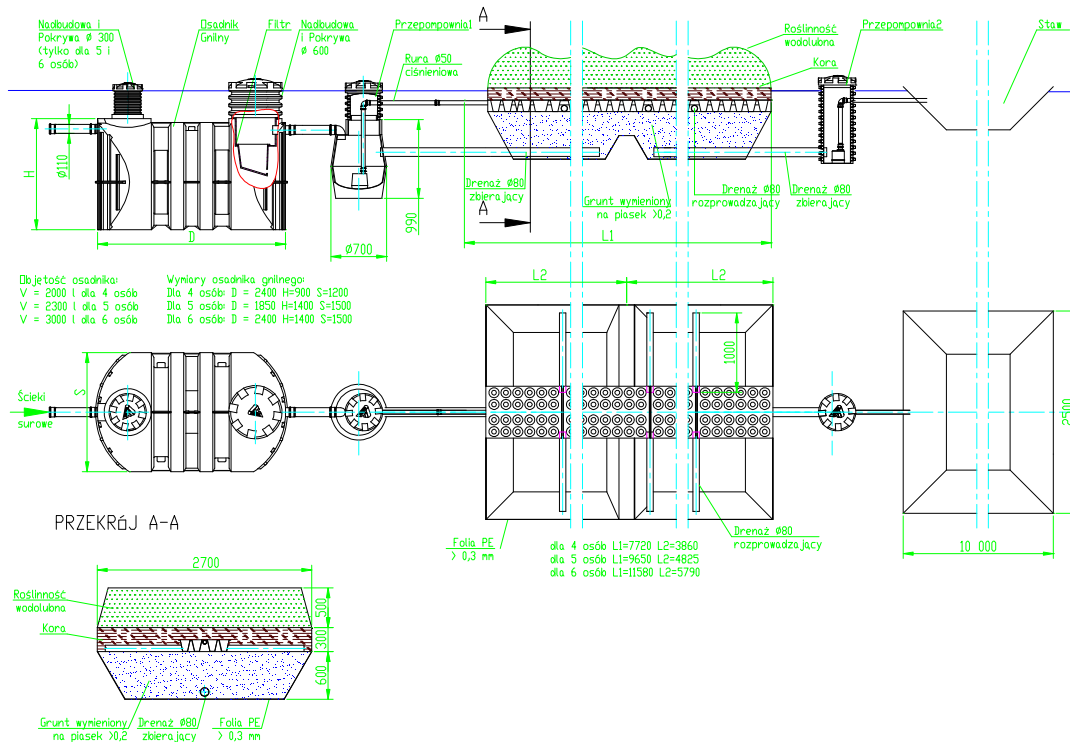 Nadbudowa i
Pokrywa Ø 300
(tylko dla 5 i
6 osób)
Osadnik
Gnilny
Filtr
Nadbudowa
i Pokrywa
Ø 600
Przepompownia1
Rura Ø50
ciśnieniowa
A
Roślinność
wodolubna
Kora
Przepompownia2
Staw
H
Ø110
D
990
Ø700
Drenaż Ø80
zbierający
A
Grunt wymieniony
na piasek >0,2
Drenaż Ø80
rozprowadzający
Drenaż Ø80
zbierający
L1
Objętość osadnika:
V = 2000 l dla 4 osób
V = 2300 l dla 5 osób
V = 3000 l dla 6 osób
Wymiary osadnika gnilnego:
Dla 4 osób: D = 2400 H=900 S=1200
Dla 5 osób: D = 1850 H=1400 S=1500
Dla 6 osób: D = 2400 H=1400 S=1500
L2
L2
1000
S
Ścieki
surowe
2500
10 000
Folia PE
> 0,3 mm
dla 4 osób L1=7720 L2=3860
dla 5 osób L1=9650 L2=4825
dla 6 osób L1=11580 L2=5790
Drenaż Ø80
rozprowadzający
PRZEKRóJ A-A
2700
Roślinność
wodolubna
Kora
500
300
600
Grunt wymieniony
na piasek >0,2
Drenaż Ø80
zbierający
Folia PE
> 0,3 mm